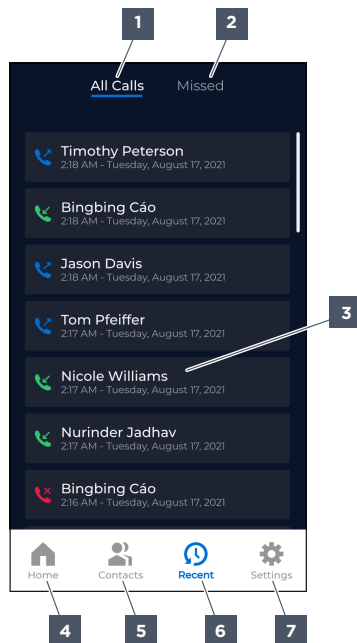 1 2
All Calls Missed
Timothy Peterson
2:18 AM - Tuesday, August 17, 2021
Bingbing Cáo
2:18 AM - Tuesday, August 17, 2021
Jason Davis
2:18 AM - Tuesday, August 17, 2021
Tom Pfeiffer
2:17 AM - Tuesday, August 17, 2021
3
Nicole Williams
2:17 AM - Tuesday, August 17, 2021
Nurinder Jadhav
2:17 AM - Tuesday, August 17, 2021
Bingbing Cáo
2:16 AM - Tuesday, August 17, 2021
Home Contacts Recent Settings
4 5 6 7